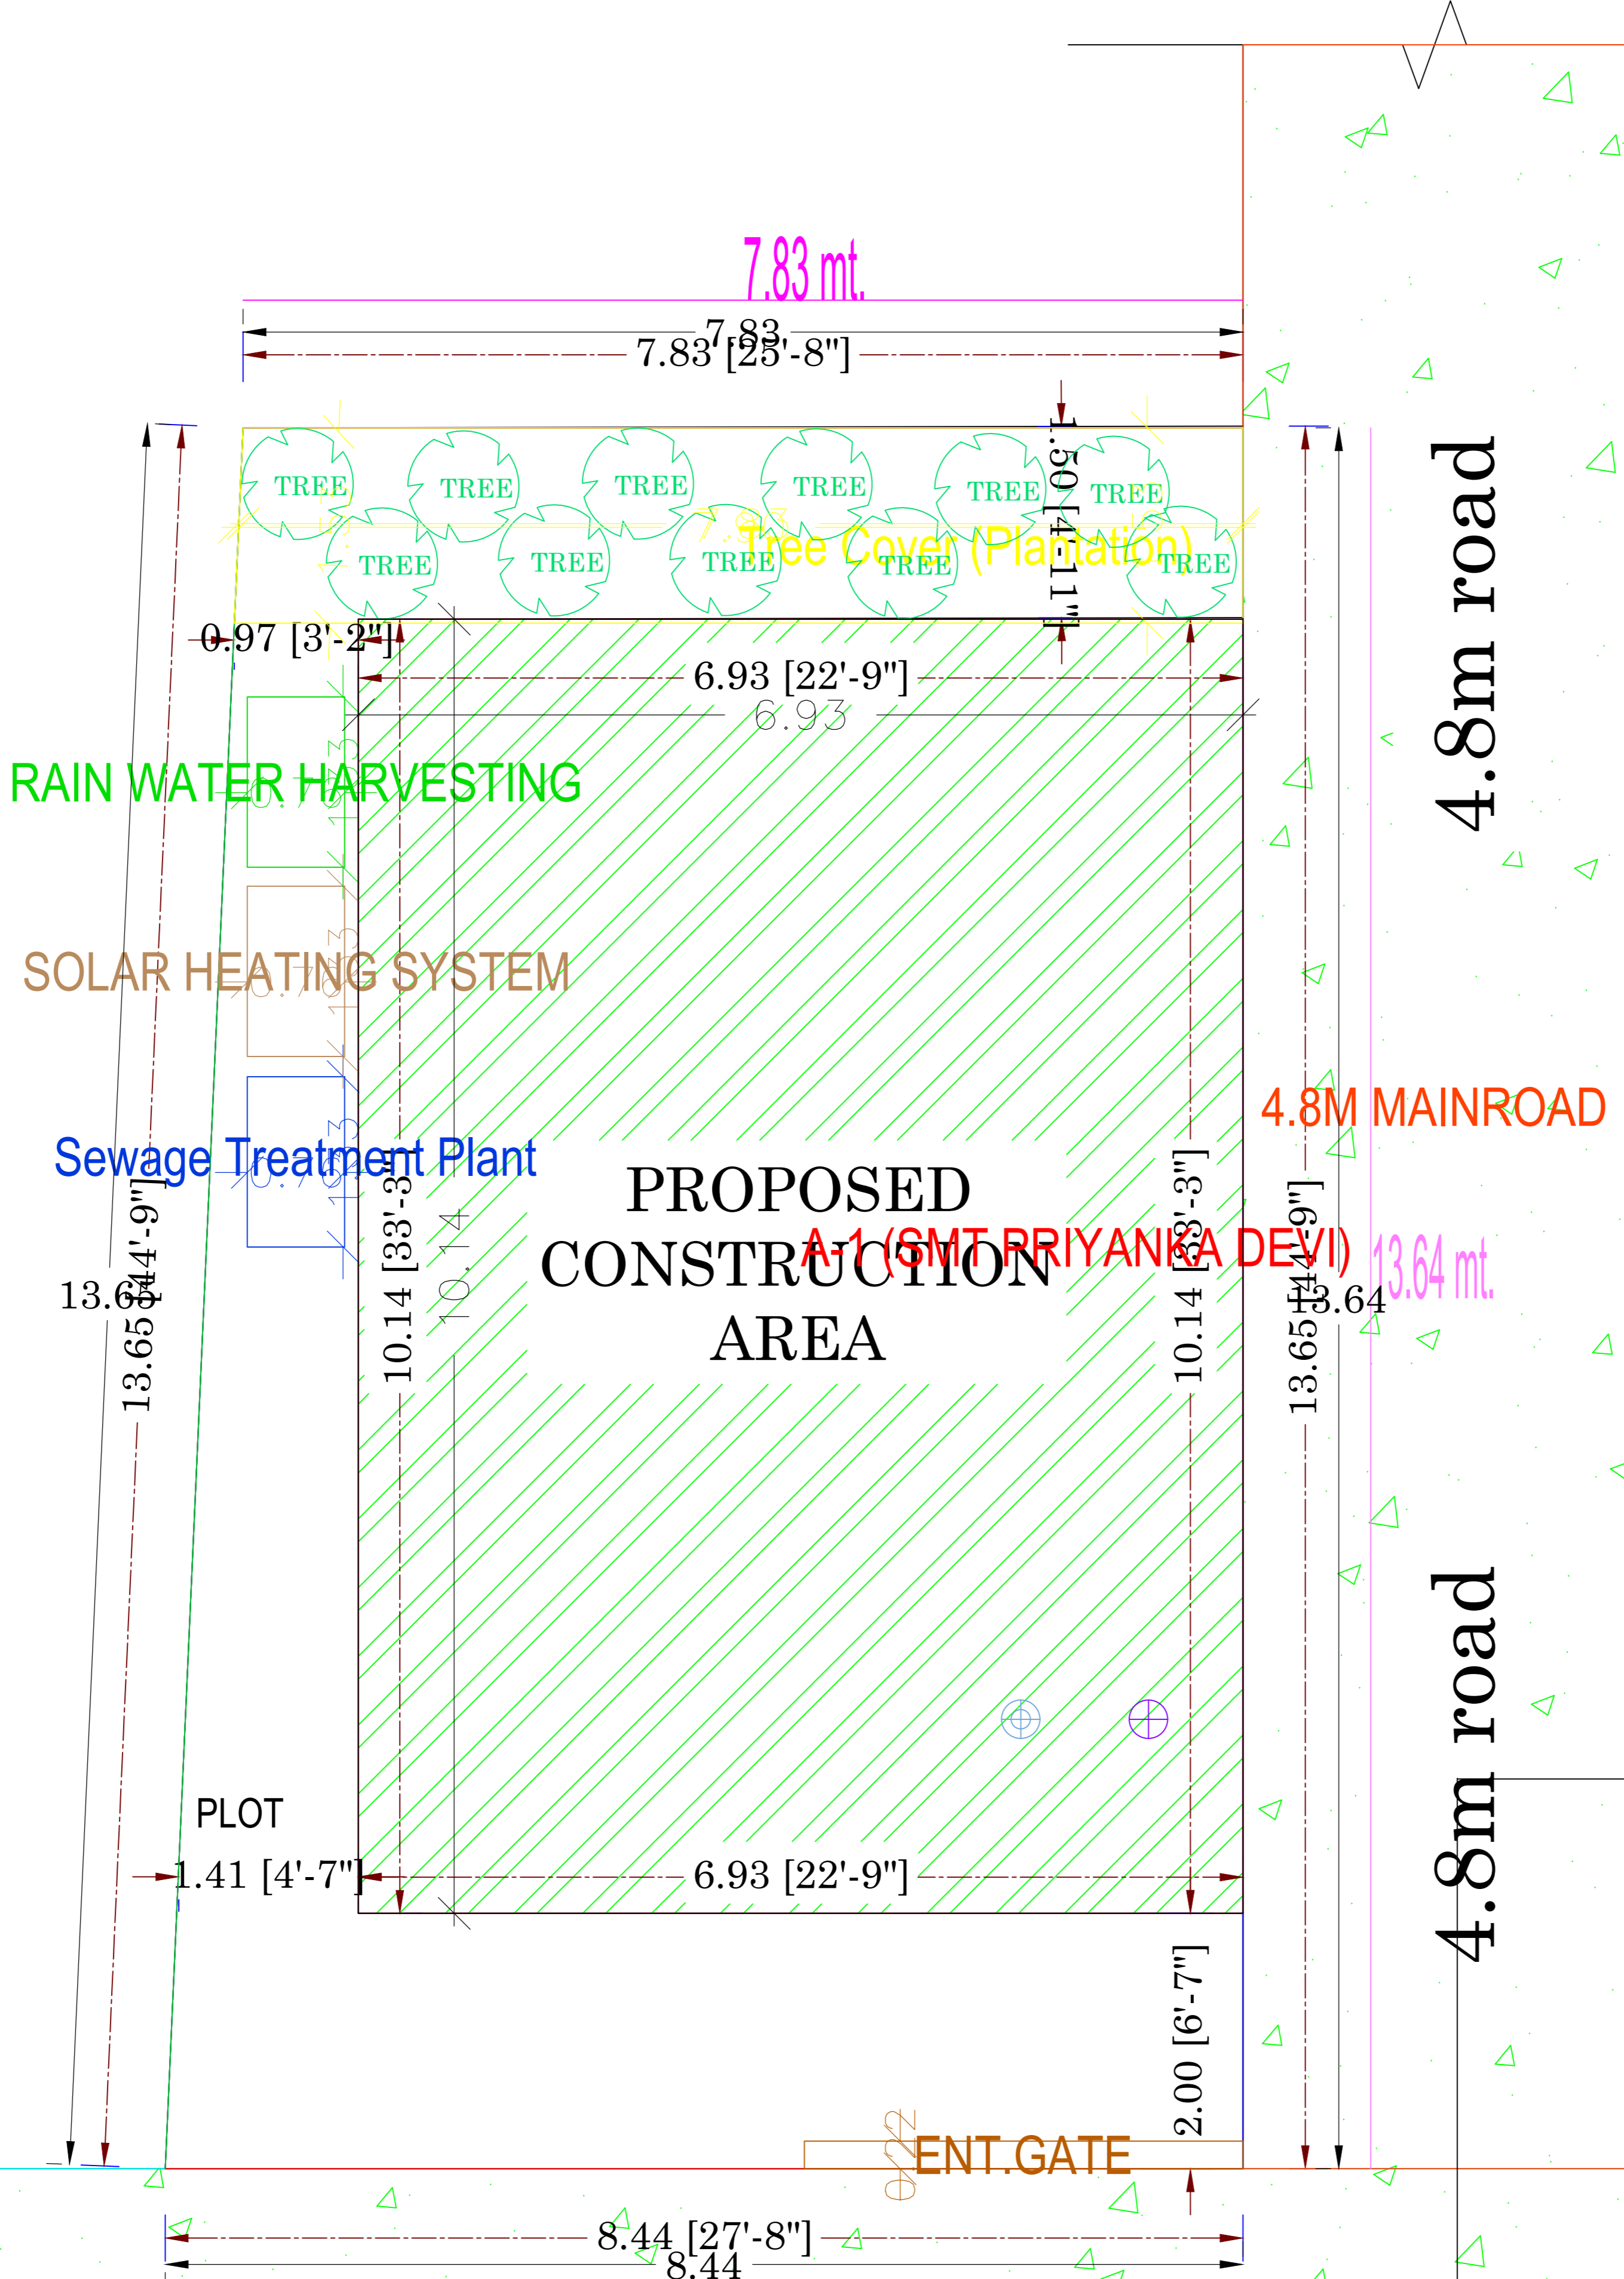 7.83 mt.
7.83
7.83 [25'-8"]
1.50 [4'-11"]
TREE
TREE
TREE
TREE
TREE
TREE
Tree Cover (Plantation)
TREE
TREE
TREE
TREE
TREE
4.8m road
0.97 [3'-2"]
6.93 [22'-9"]
6.93
RAIN WATER HARVESTING
SOLAR HEATING SYSTEM
4.8M MAINROAD
Sewage Treatment Plant
PROPOSED
CONSTRUCTION
AREA
A-1 (SMT PRRIYANKA DEVI)
10.14 [33'-3"]
10.14
10.14 [33'-3"]
13.65 [44'-9"]
13.65 [44'-9"]
13.64
13.64 mt.
4.8m road
PLOT
1.41 [4'-7"]
6.93 [22'-9"]
2.00 [6'-7"]
ENT.GATE
8.44 [27'-8"]
8.44